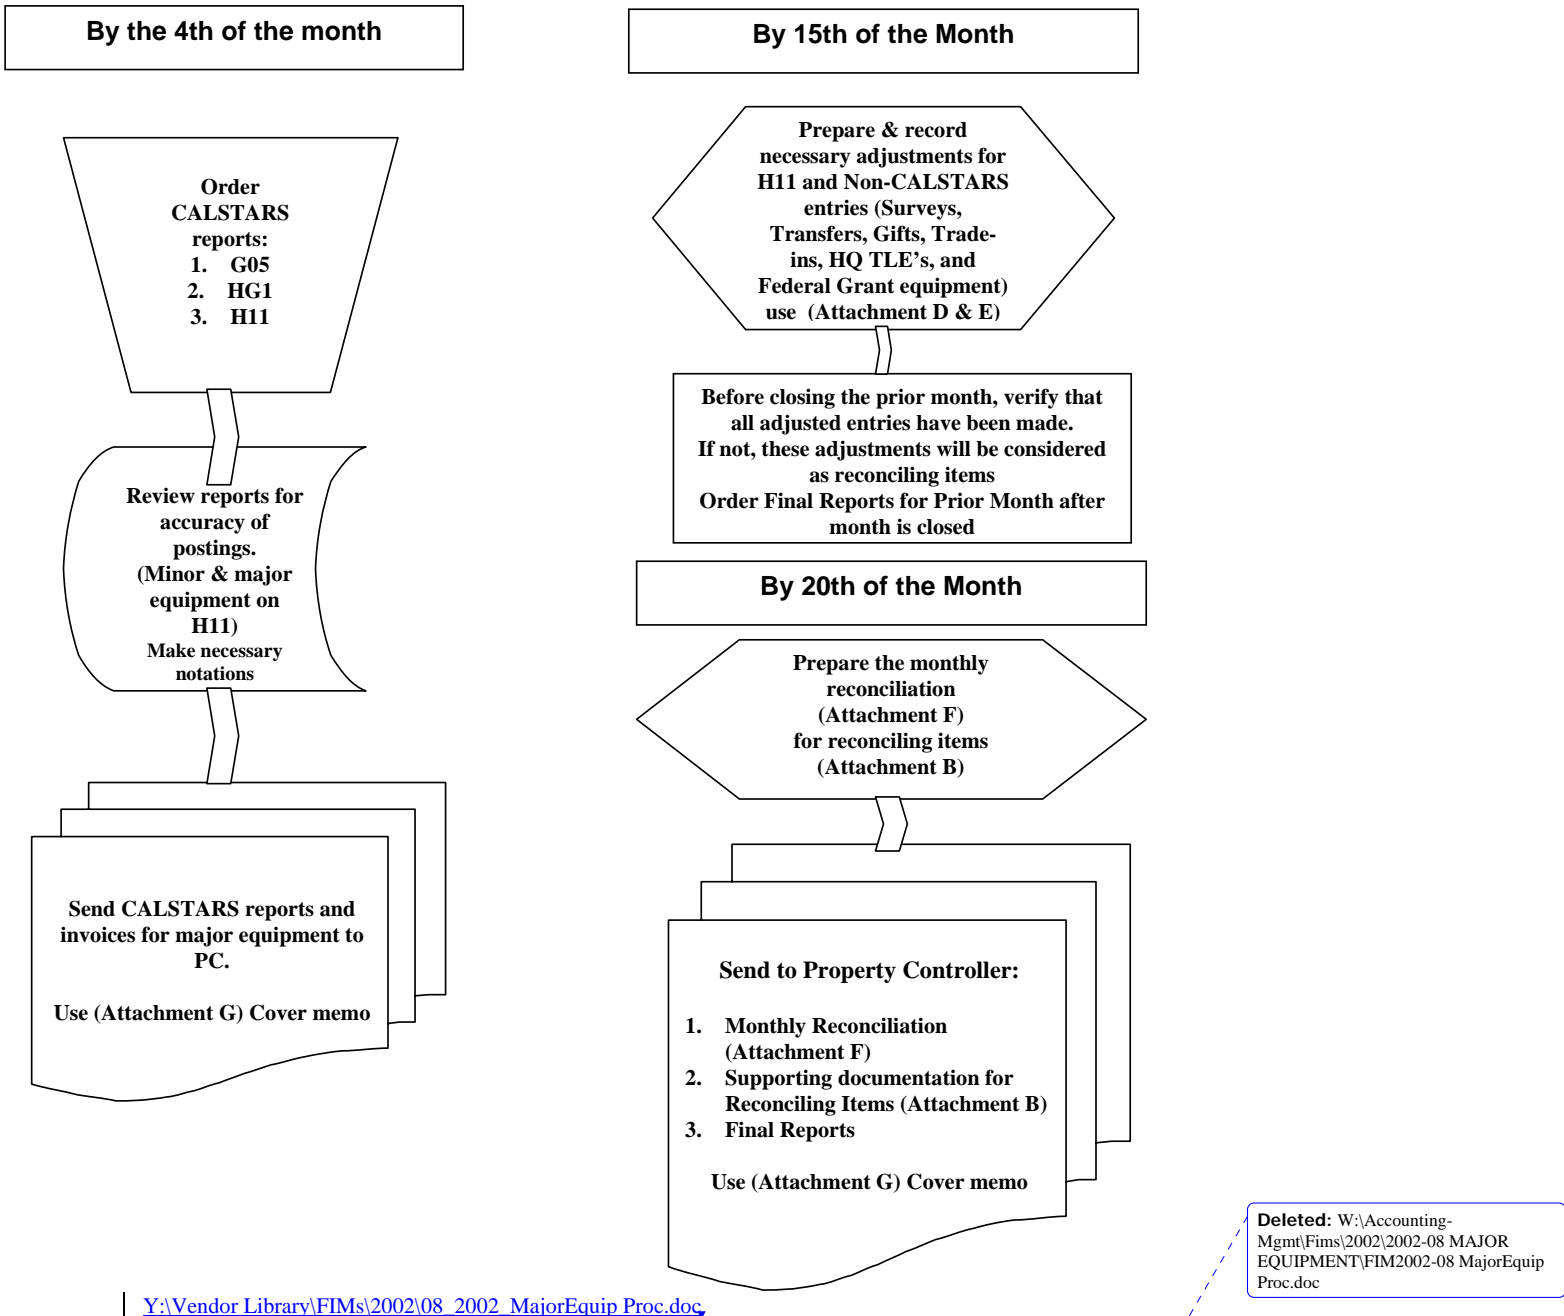 By the 4th of the month
Order
CALSTARS
reports:
1. G05
2. HG1
3. H11
Review reports for
accuracy of
postings.
(Minor & major
equipment on
H11)
Make necessary
notations
Send CALSTARS reports and
invoices for major equipment to
PC.
Use (Attachment G) Cover memo
By 15th of the Month
Prepare & record
necessary adjustments for
H11 and Non-CALSTARS
entries (Surveys,
Transfers, Gifts, Trade-
ins, HQ TLE’s, and
Federal Grant equipment)
use (Attachment D & E)
Before closing the prior month, verify that
all adjusted entries have been made.
If not, these adjustments will be considered
as reconciling items
Order Final Reports for Prior Month after
month is closed
By 20th of the Month
Prepare the monthly
reconciliation
(Attachment F)
for reconciling items
(Attachment B)
Send to Property Controller:
1. Monthly Reconciliation
(Attachment F)
2. Supporting documentation for
Reconciling Items (Attachment B)
3. Final Reports
Use (Attachment G) Cover memo
Deleted: W:\Accounting-
Mgmt\Fims\2002\2002-08 MAJOR
EQUIPMENT\FIM2002-08 MajorEquip
Proc.doc
Y:\Vendor Library\FIMs\2002\08_2002_MajorEquip Proc.doc